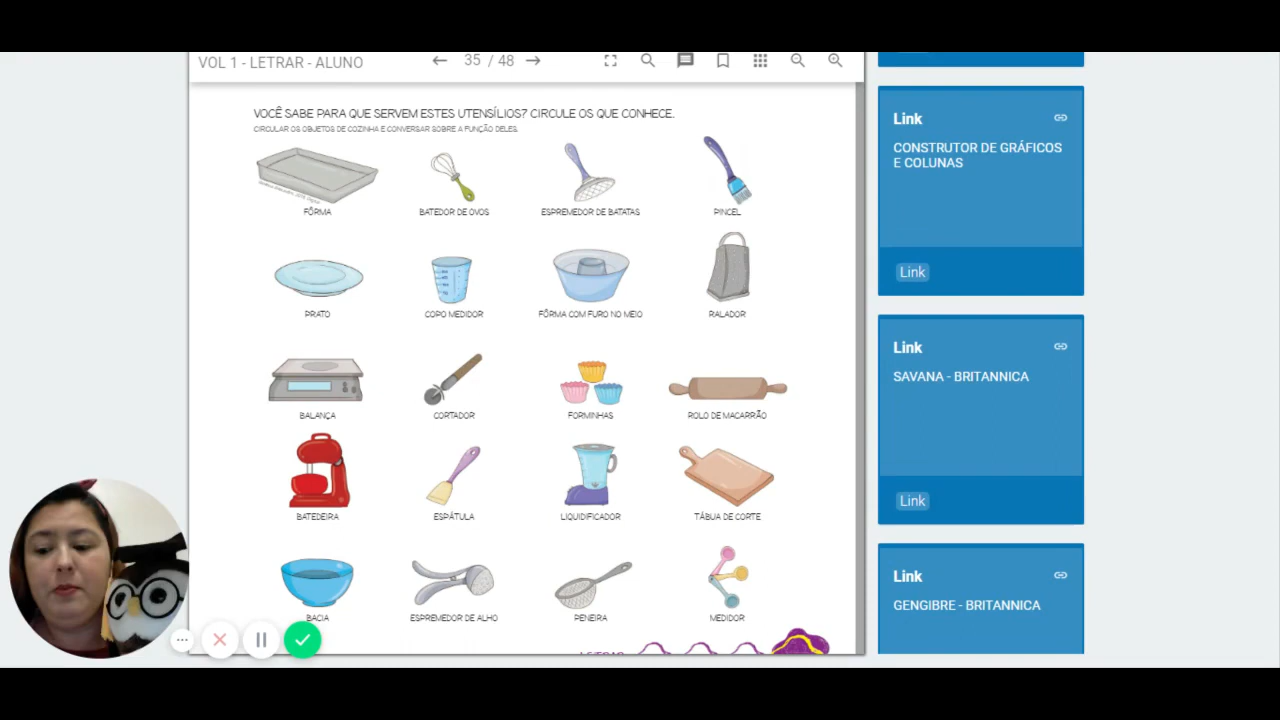 VOL 1 - LETRAR - ALUNO
35 / 48
VOCÊ SABE PARA QUE SERVEM ESTES UTENSÍLIOS? CIRCULE OS QUE CONHECE.
CIRCULAR OS OBJETOS DE COZINHA E CONVERSAR SOBRE A FUNÇÃO DELES.
FÔRMA
BATEDOR DE OVOS
ESPREMEDOR DE BATATAS
PINCEL
PRATO
COPO MEDIDOR
FÔRMA COM FURO NO MEIO
RALADOR
BALANÇA
CORTADOR
FORMINHAS
ROLO DE MACARRÃO
BATEDEIRA
ESPÁTULA
LIQUIDIFICADOR
TÁBUA DE CORTE
BACIA
ESPREMEDOR DE ALHO
PENEIRA
MEDIDOR
LETRAR
Link
CONSTRUTOR DE GRÁFICOS
E COLUNAS
Link
Link
SAVANA - BRITANNICA
Link
Link
GENGIBRE - BRITANNICA